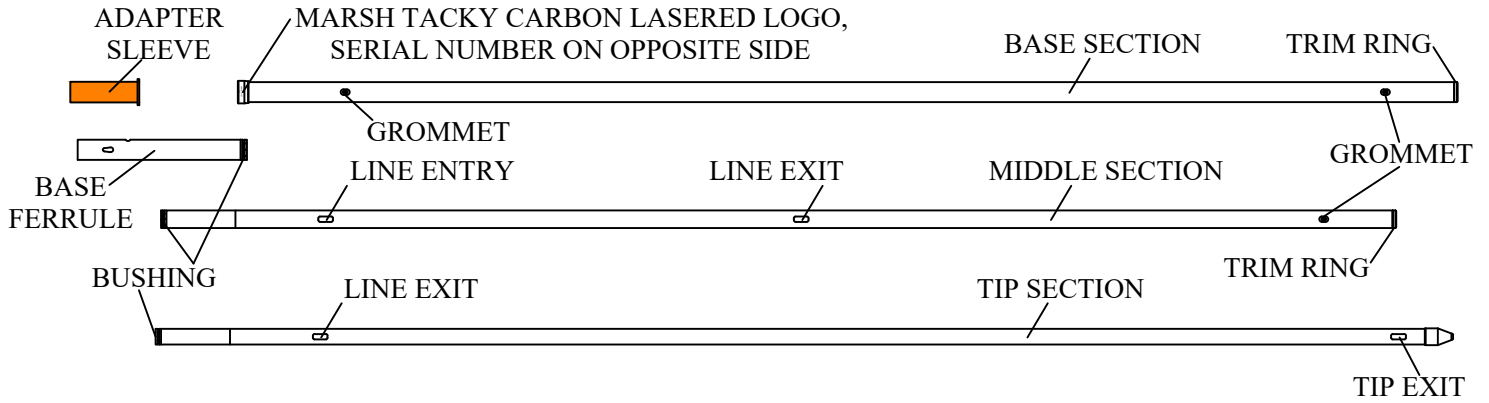 ADAPTER
SLEEVE
MARSH TACKY CARBON LASERED LOGO,
SERIAL NUMBER ON OPPOSITE SIDE
BASE SECTION
TRIM RING
GROMMET
GROMMET
BASE
FERRULE
LINE ENTRY
LINE EXIT
MIDDLE SECTION
BUSHING
TRIM RING
LINE EXIT
TIP SECTION
TIP EXIT